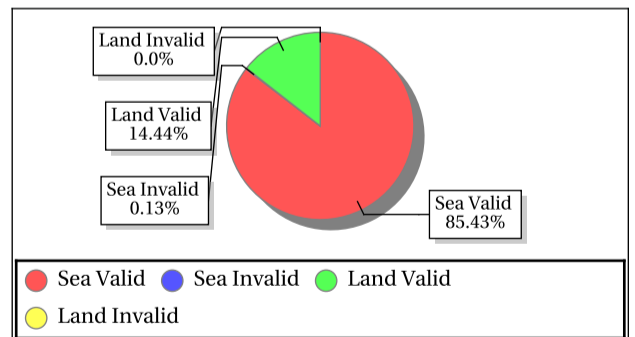 Land Invalid
0.0%
Land Valid
14.44%
Sea Invalid
0.13%
Sea Valid
85.43%
Sea Valid Sea Invalid Land Valid
Land Invalid